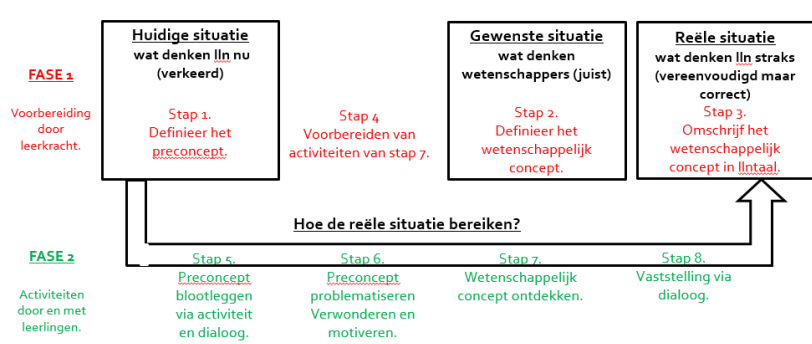 Huidige situatie
wat denken lln nu
(verkeerd)
Stap 1.
Definieer het
preconcept.
Gewenste situatie
wat denken
wetenschappers (juist)
Stap 2.
Definieer het
wetenschappelijk
concept.
Reële situatie
wat denken lln straks
(vereenvoudigd maar
correct)
Stap 3.
Omschrijf het
wetenschappelijk
concept in llntaal.
FASE 1
Voorbereiding
door
leerkracht.
Stap 4
Voorbereiden van
activiteiten van stap 7.
Hoe de reële situatie bereiken?
FASE 2
Activiteiten
door en met
leerlingen.
Stap 5.
Preconcept
blootleggen
via activiteit
en dialoog.
Stap 6.
Preconcept
problematiseren
Verwonderen en
motiveren.
Stap 7.
Wetenschappelijk
concept ontdekken.
Stap 8.
Vaststelling via
dialoog.